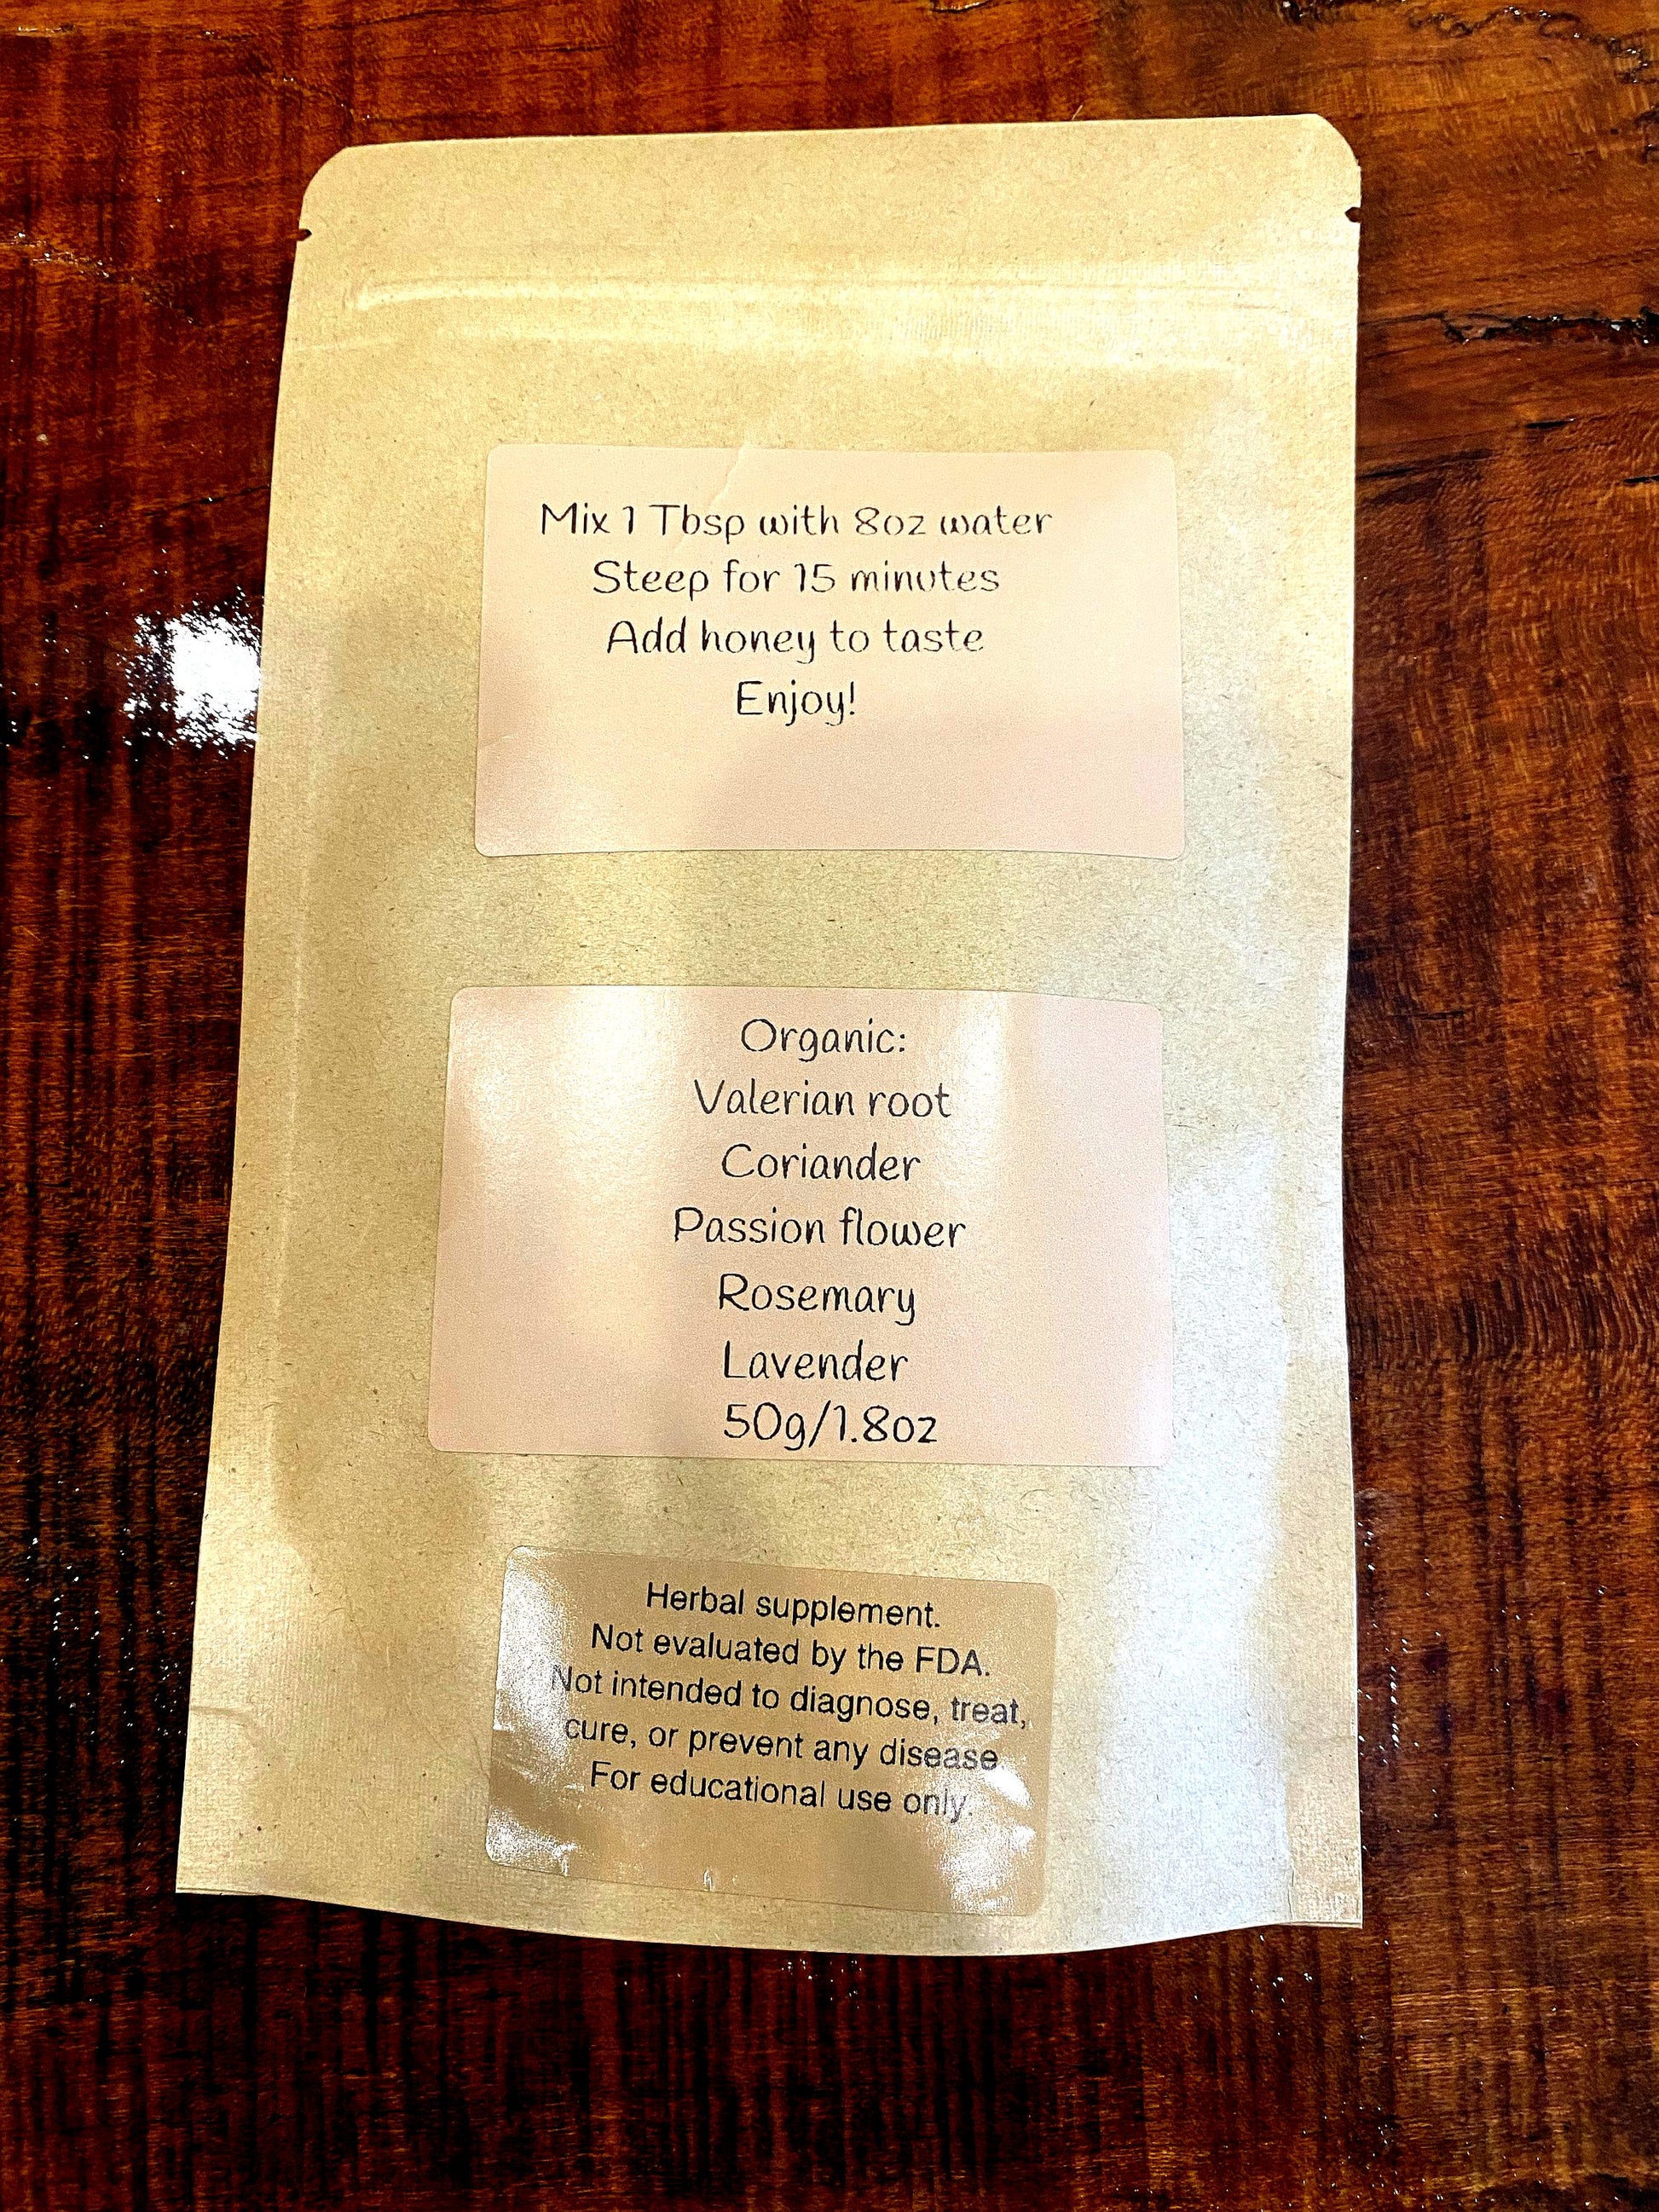 Mix 1 Tbsp with 8oz water
Steep for 15 minutes
Add honey to taste
Enjoy!
Organic:
Valerian root
Coriander
Passion flower
Rosemary
Lavender
50g/1.8oz
Herbal supplement.
Not evaluated by the FDA.
Not intended to diagnose, treat,
cure, or prevent any disease
For educational use only.